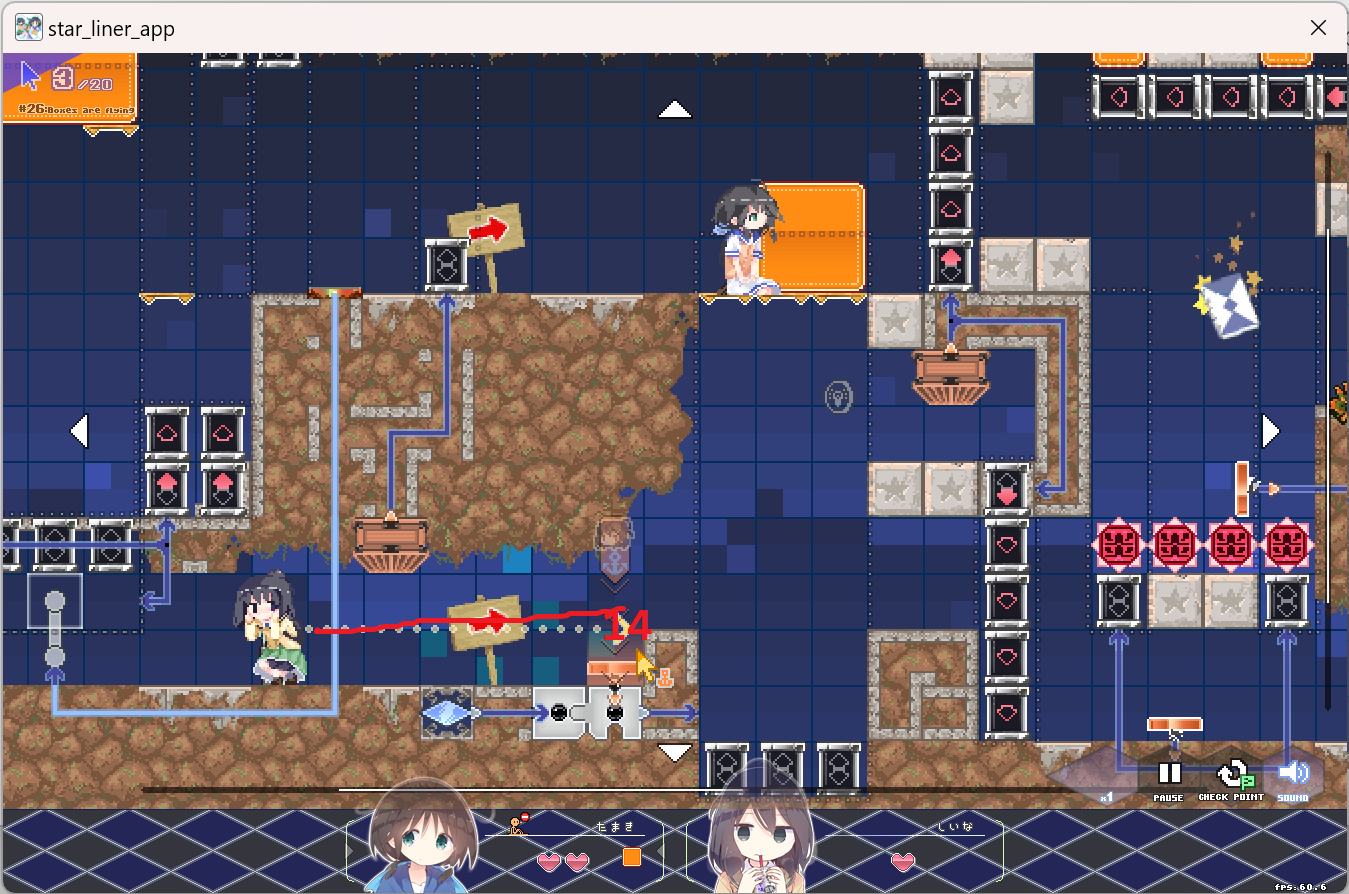 star_liner_app
3/20
#26:Boxes are flying
14
x1
PAUSE
CHECK POINT
SOUND
たまき
しいな
fps:60.6